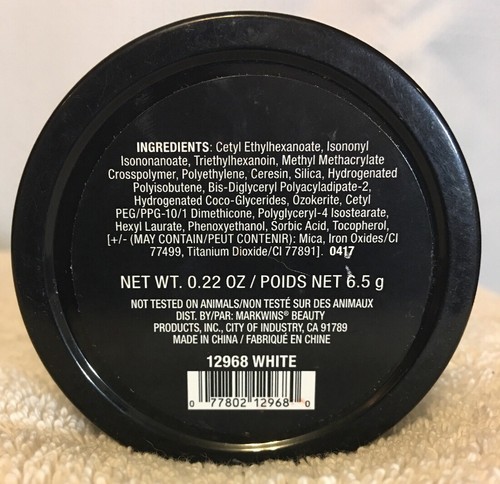 INGREDIENTS: Cetyl Ethylhexanoate, Isononyl
Isononanoate, Triethylhexanoin, Methyl Methacrylate
Crosspolymer, Polyethylene, Ceresin, Silica, Hydrogenated
Polyisobutene, Bis-Diglyceryl Polyacyladipate-2,
Hydrogenated Coco-Glycerides, Ozokerite, Cetyl
PEG/PPG-10/1 Dimethicone, Polyglyceryl-4 Isostearate,
Hexyl Laurate, Phenoxyethanol, Sorbic Acid, Tocopherol,
[+/- (MAY CONTAIN/PEUT CONTENIR): Mica, Iron Oxides/CI
77499, Titanium Dioxide/CI 77891]. 0417
NET WT. 0.22 OZ / POIDS NET 6.5 g
NOT TESTED ON ANIMALS/NON TESTÉ SUR DES ANIMAUX
DIST. BY/PAR: MARKWINS® BEAUTY
PRODUCTS, INC., CITY OF INDUSTRY, CA 91789
MADE IN CHINA / FABRIQUÉ EN CHINE
12968 WHITE
0 77802 12968 0